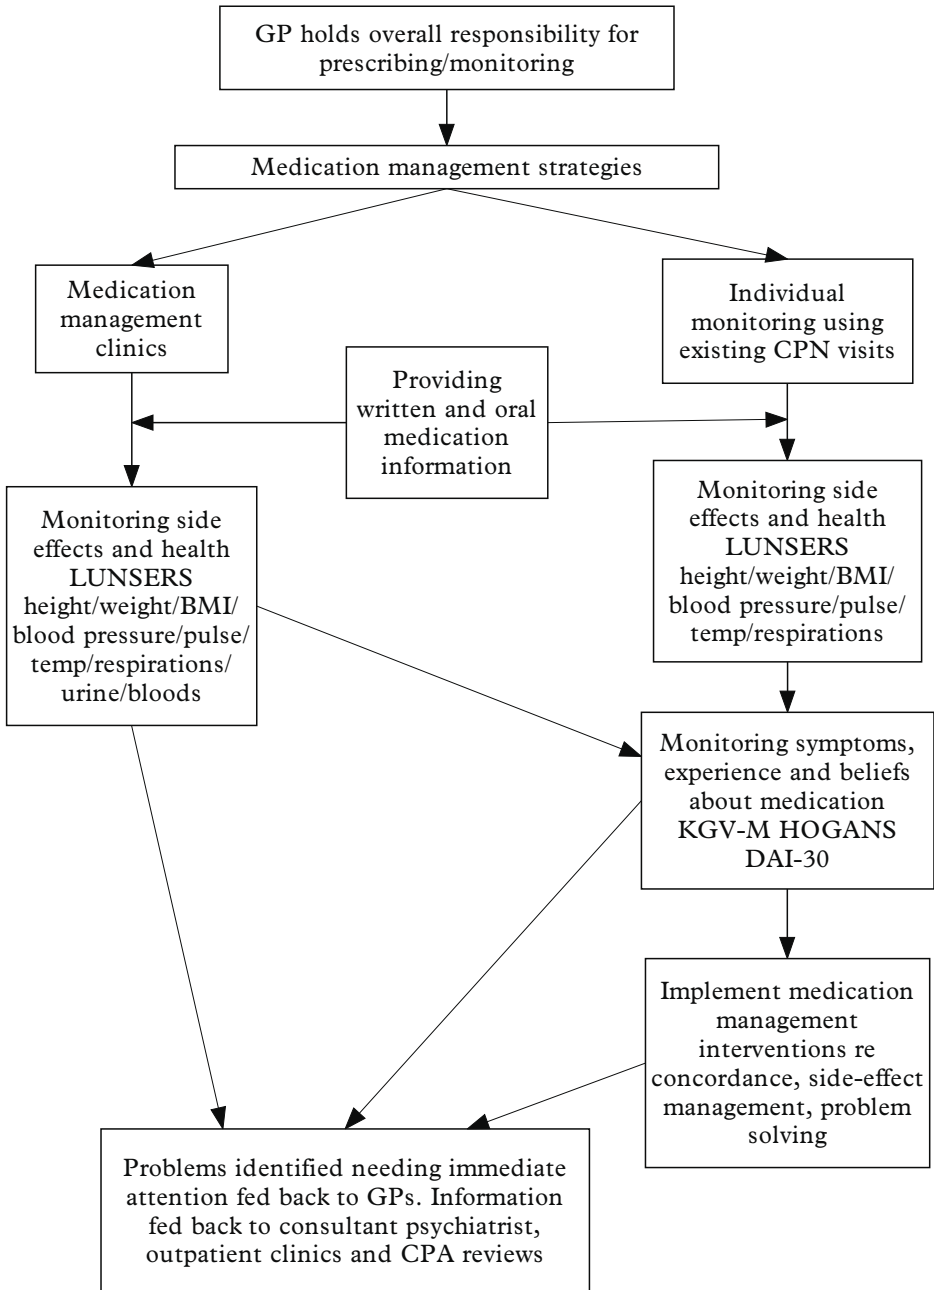 GP holds overall responsibility for
prescribing/monitoring
Medication management strategies
Medication
management
clinics
Individual
monitoring using
existing CPN visits
Providing
written and oral
medication
information
Monitoring side
effects and health
LUNSERS
height/weight/BMI/
blood pressure/pulse/
temp/respirations/
urine/bloods
Monitoring side
effects and health
LUNSERS
height/weight/BMI/
blood pressure/pulse/
temp/respirations
Monitoring symptoms,
experience and beliefs
about medication
KGV-M HOGANS
DAI-30
Implement medication
management
interventions re
concordance, side-effect
management, problem
solving
Problems identified needing immediate
attention fed back to GPs. Information
fed back to consultant psychiatrist,
outpatient clinics and CPA reviews